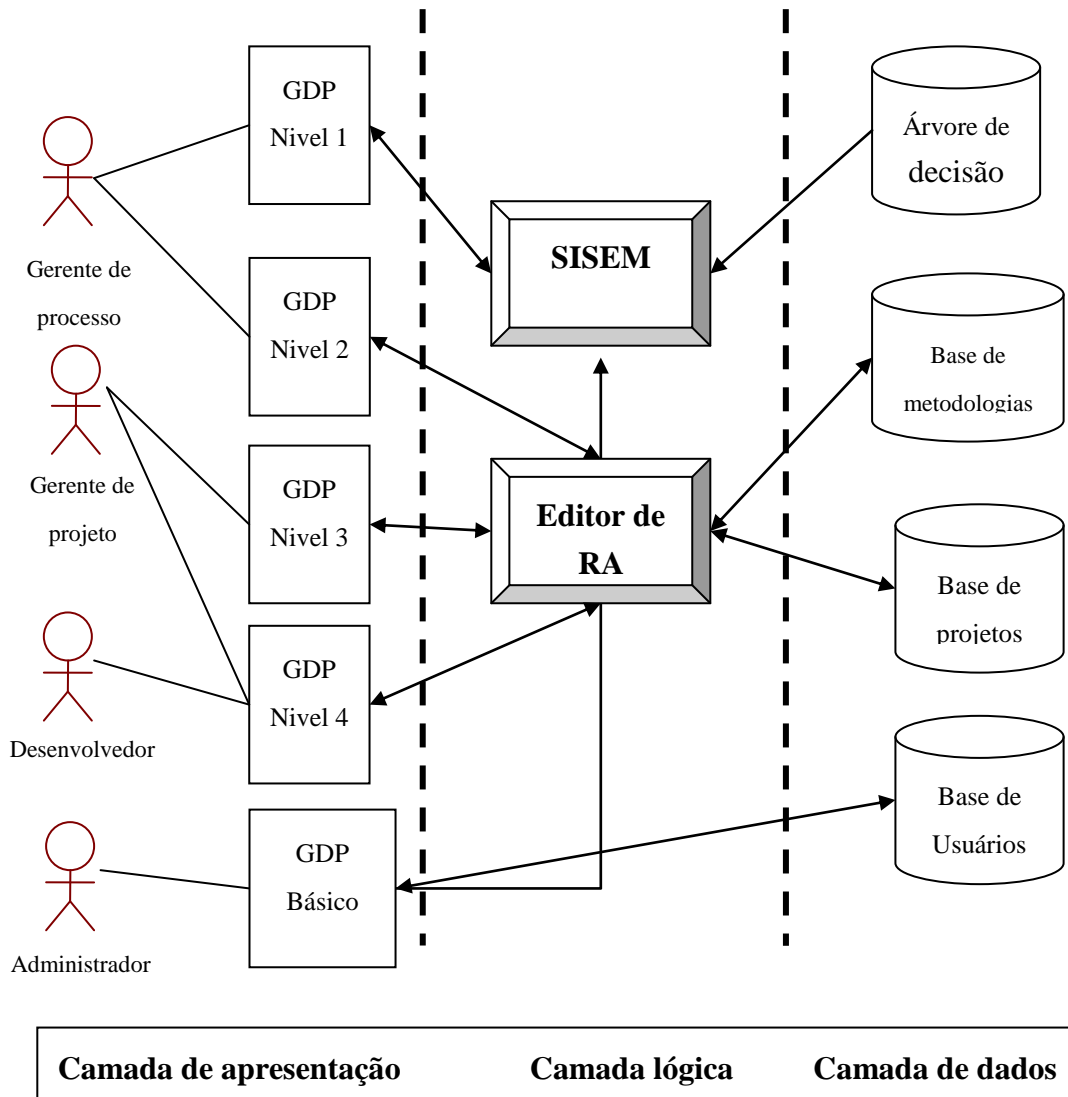 GDP
Nivel 1
Árvore de
decisão
SISEM
Gerente de
processo
GDP
Nivel 2
Base de
metodologias
Gerente de
projeto
GDP
Nivel 3
Editor de
RA
Base de
projetos
Desenvolvedor
GDP
Nivel 4
Base de
Usuários
Administrador
GDP
Básico
Camada de apresentação Camada lógica Camada de dados